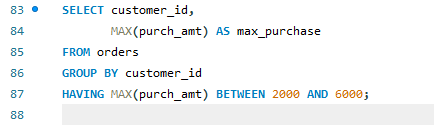 83 SELECT customer_id,
84 MAX(purch_amt) AS max_purchase
85 FROM orders
86 GROUP BY customer_id
87 HAVING MAX(purch_amt) BETWEEN 2000 AND 6000;
88